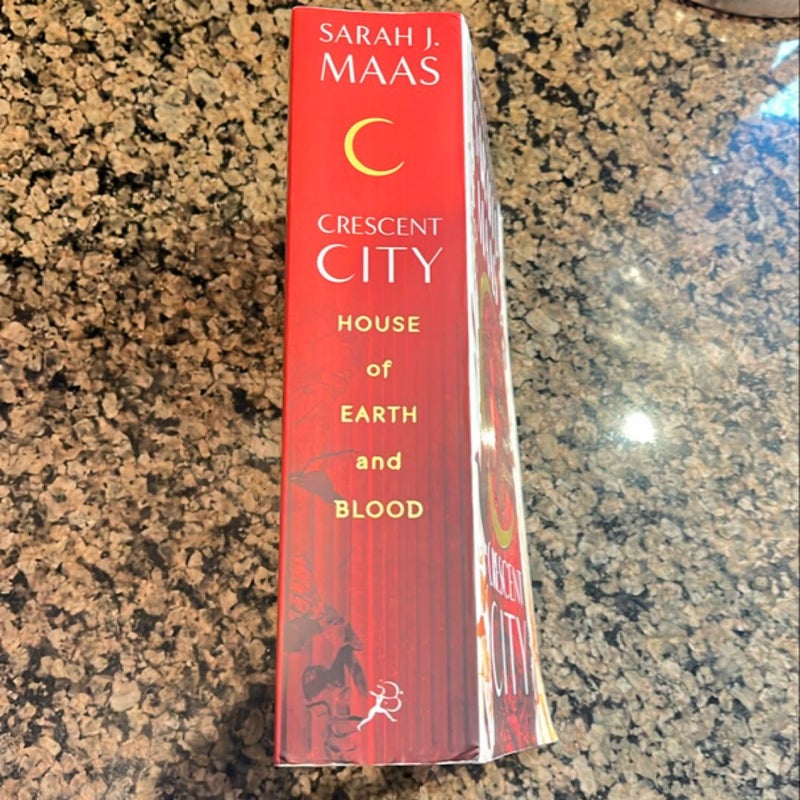 SARAH J.
MAAS
CRESCENT
CITY
HOUSE
of
EARTH
and
BLOOD
CRESCENT
CITY